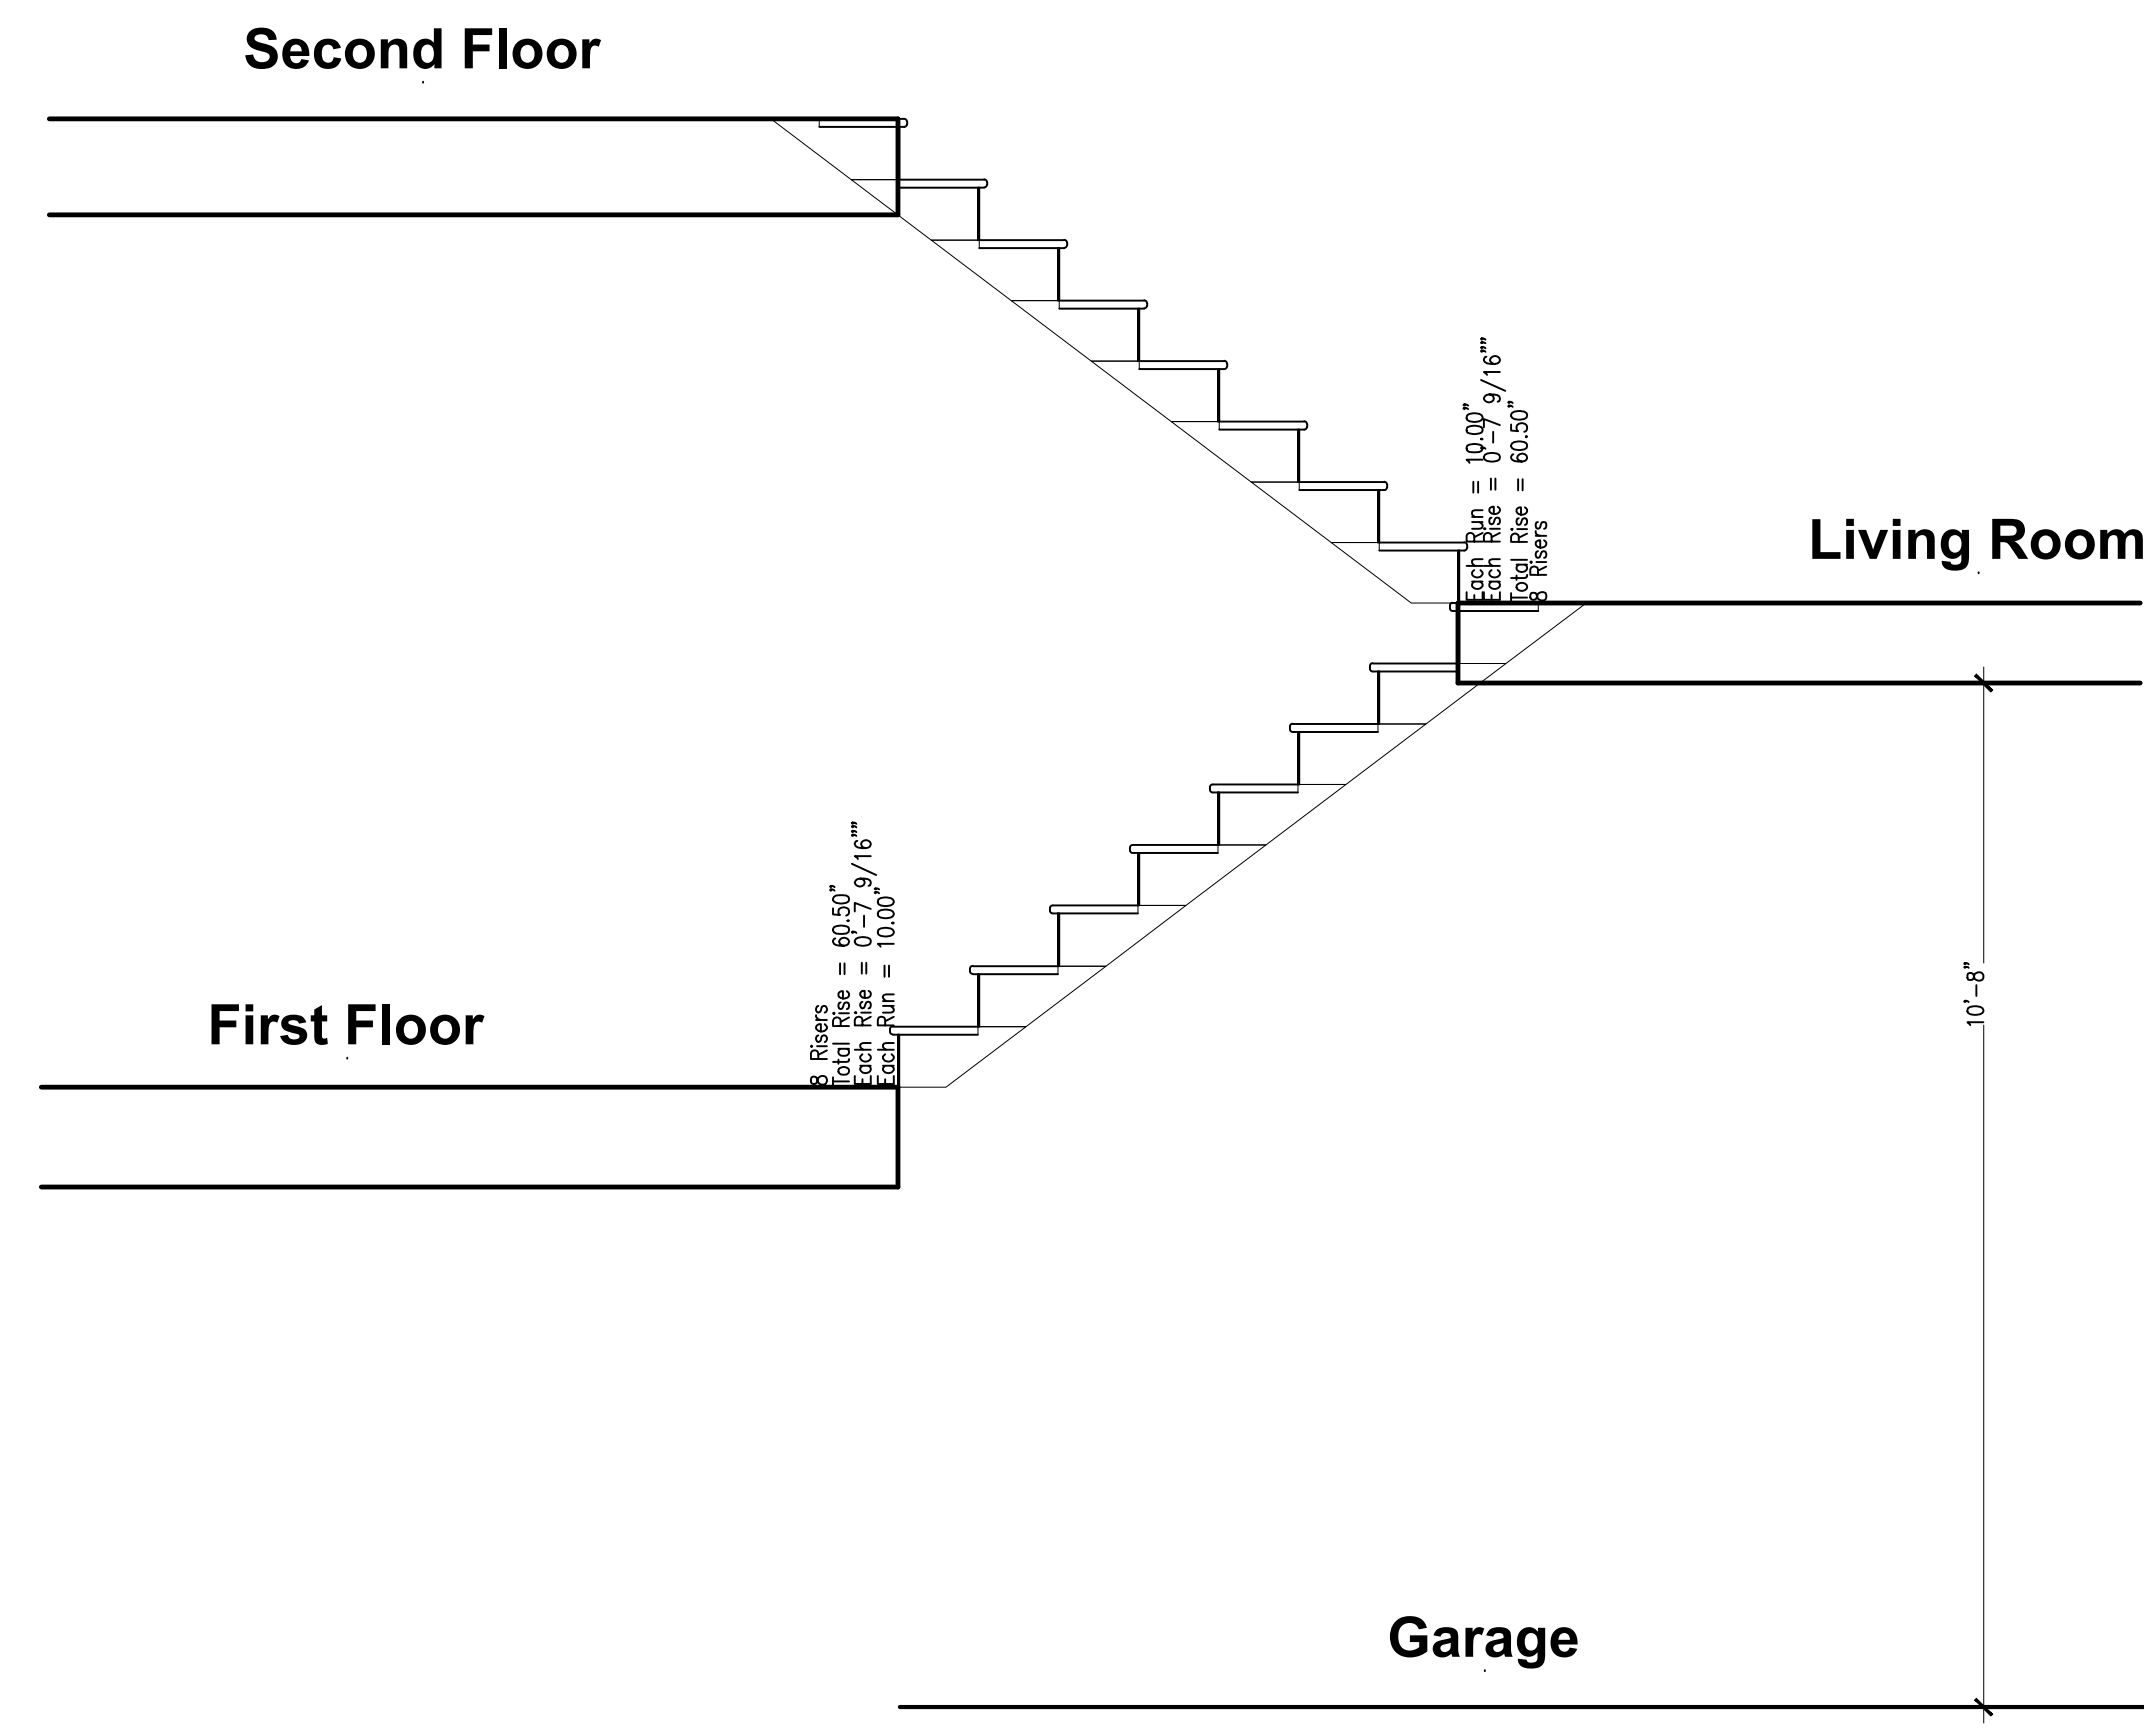 Second Floor
Each Run = 10.00"
Each Rise = 0'-7 9/16""
Total Rise = 60.50"
8 Risers
Living Room
8 Risers
Total Rise = 60.50"
Each Rise = 0'-7 9/16""
Each Run = 10.00"
First Floor
10'-8"
Garage